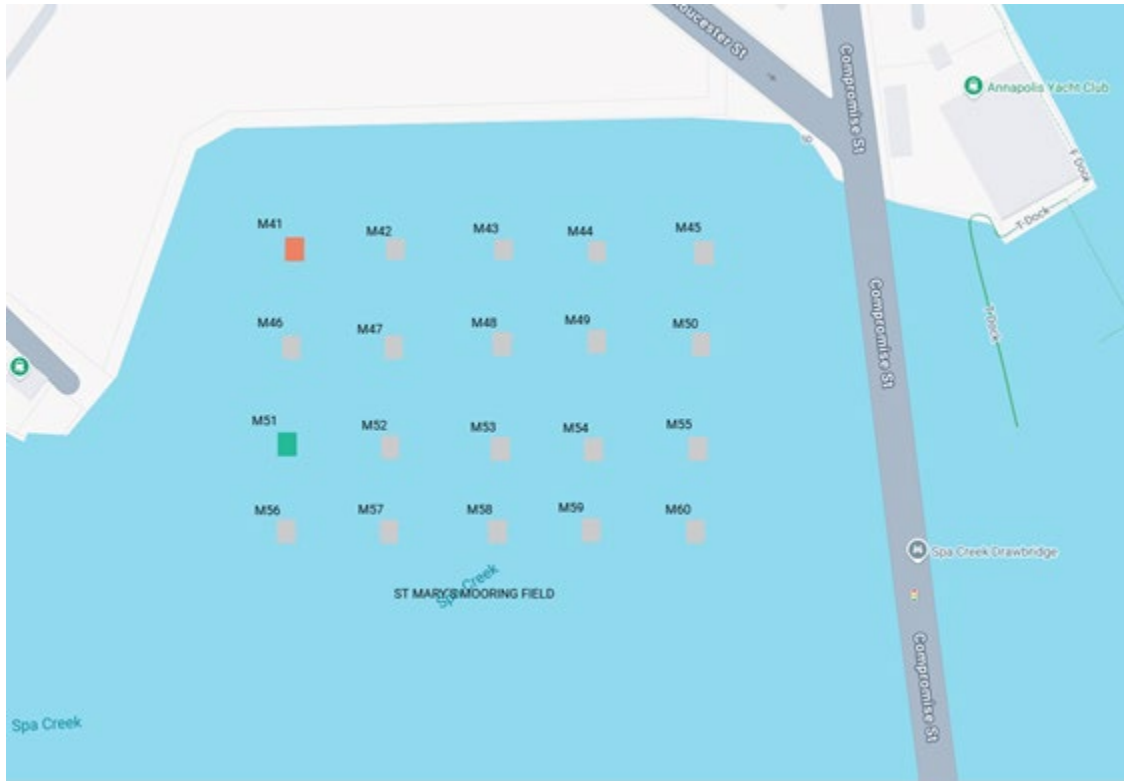 oucester St
Compromise St
Annapolis Yacht Club
F Dock
T-Dock
M41
M42
M43
M44
M45
Compromise St
T-Dock
M46
M47
M48
M49
M50
M51
M52
M53
M54
M55
M56
M57
M58
M59
M60
Spa Creek Drawbridge
Spa Creek
ST MARY'S MOORING FIELD
Compromise St
Spa Creek